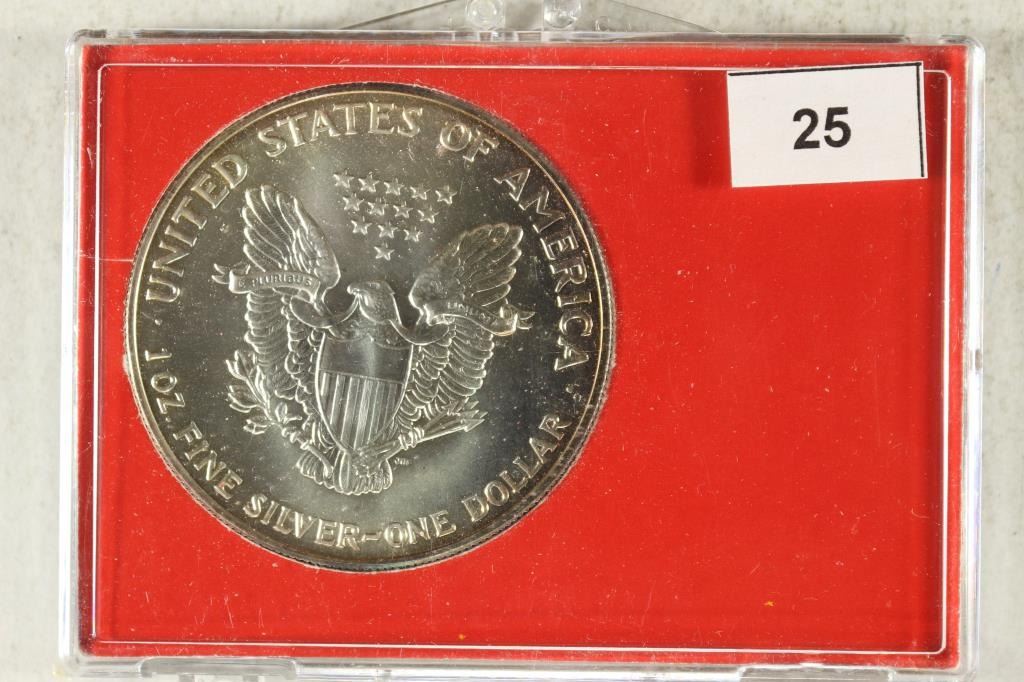 UNITED STATES OF AMERICA
E PLURIBUS
UNUM
1 OZ. FINE SILVER~ONE DOLLAR
25